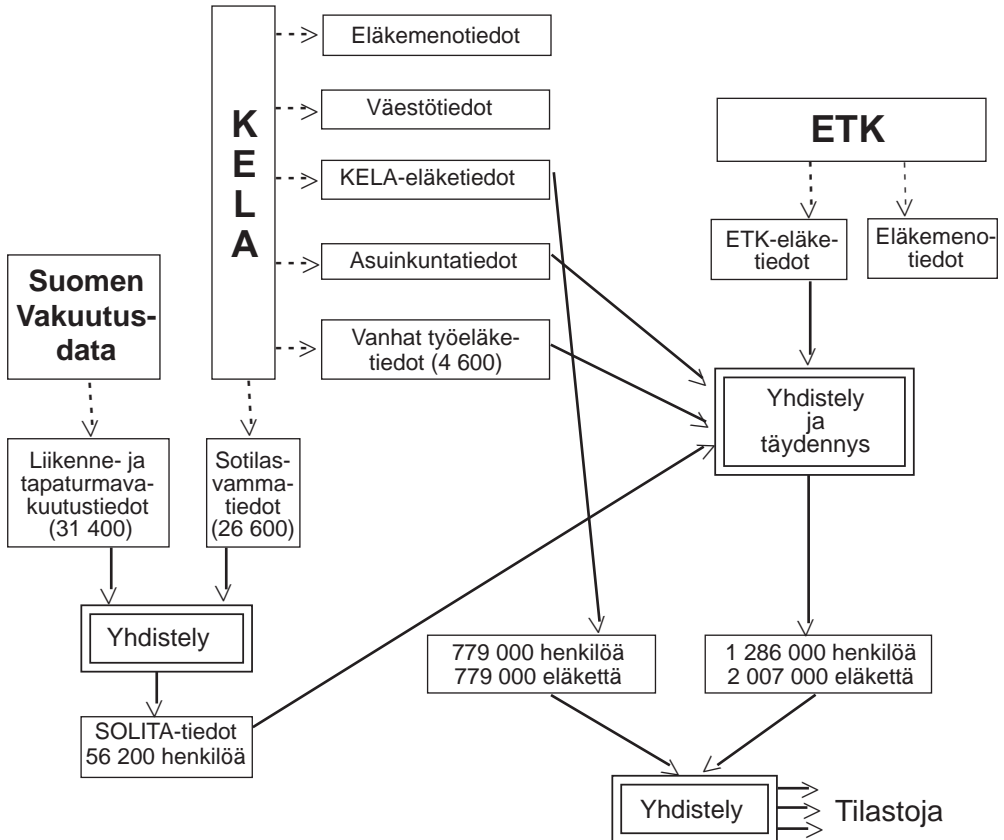 Eläkemenotiedot
Väestötiedot
KELA-eläketiedot
Asuinkuntatiedot
Vanhat työeläke-
tiedot (4 600)
K
E
L
A
ETK
ETK-eläke-
tiedot
Eläkemeno-
tiedot
Suomen
Vakuutus-
data
Yhdistely
ja
täydennys
Liikenne- ja
tapaturmava-
kuutustiedot
(31 400)
Sotilas-
vamma-
tiedot
(26 600)
Yhdistely
SOLITA-tiedot
56 200 henkilöä
779 000 henkilöä
779 000 eläkettä
1 286 000 henkilöä
2 007 000 eläkettä
Yhdistely
Tilastoja